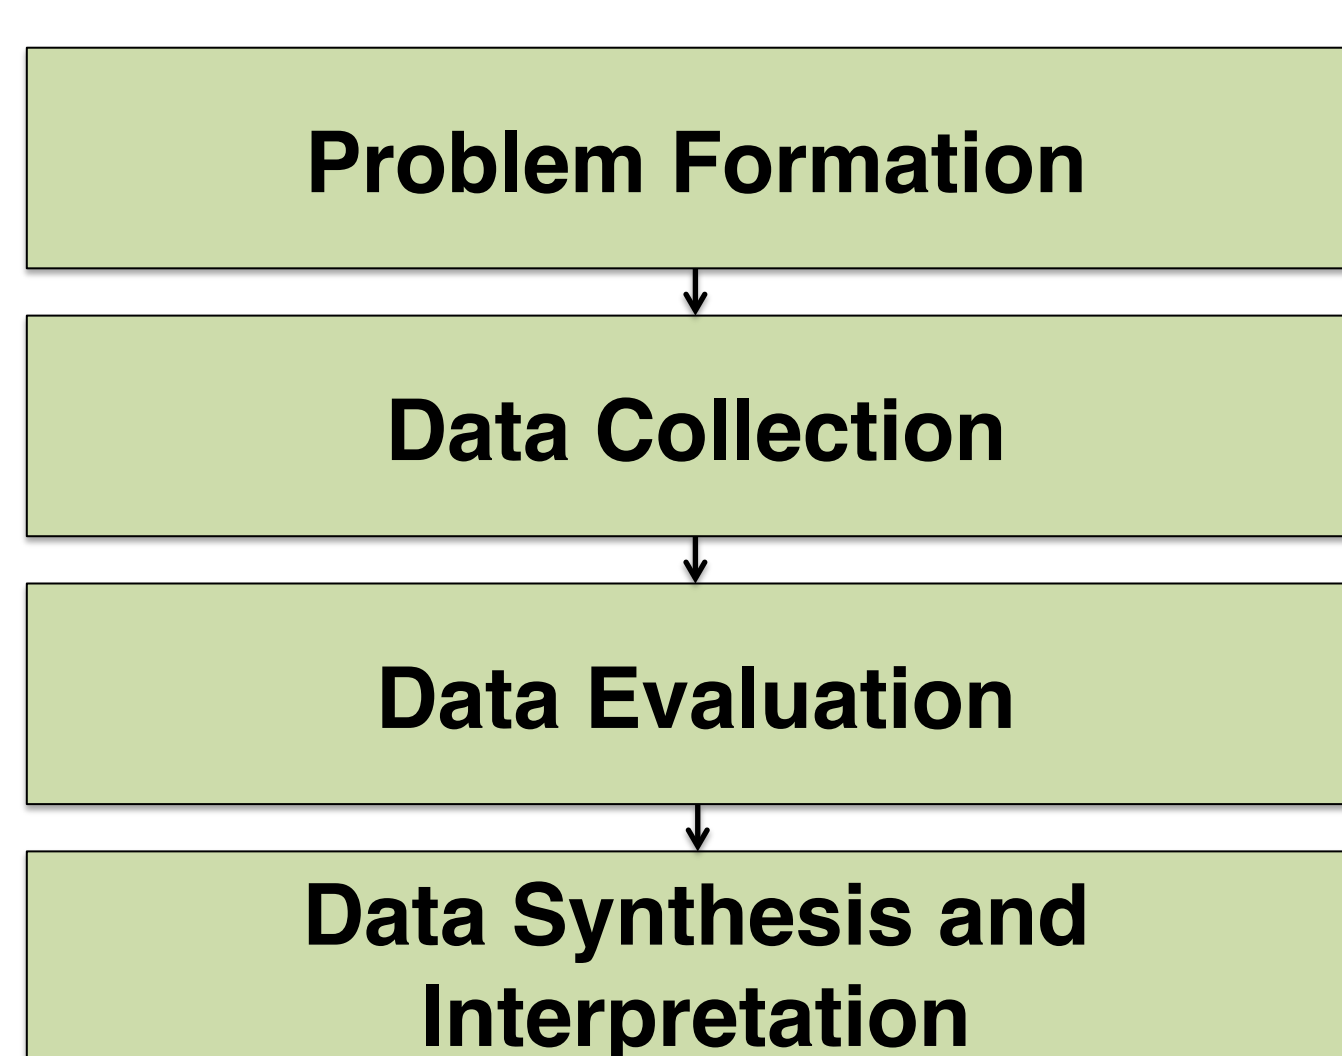 Problem Formation
Data Collection
Data Evaluation
Data Synthesis and
Interpretation